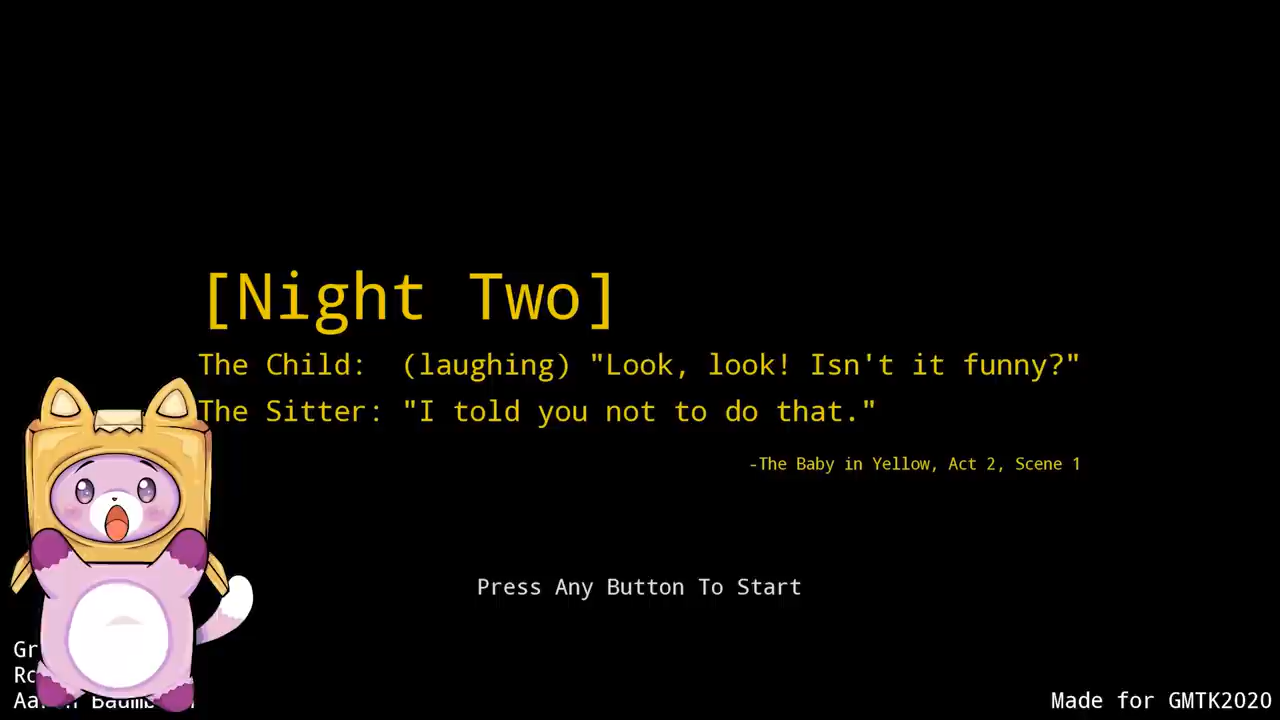 [Night Two]
The Child:  (laughing) "Look, look! Isn't it funny?"
The Sitter: "I told you not to do that."
-The Baby in Yellow, Act 2, Scene 1
Press Any Button To Start
Made for GMTK2020